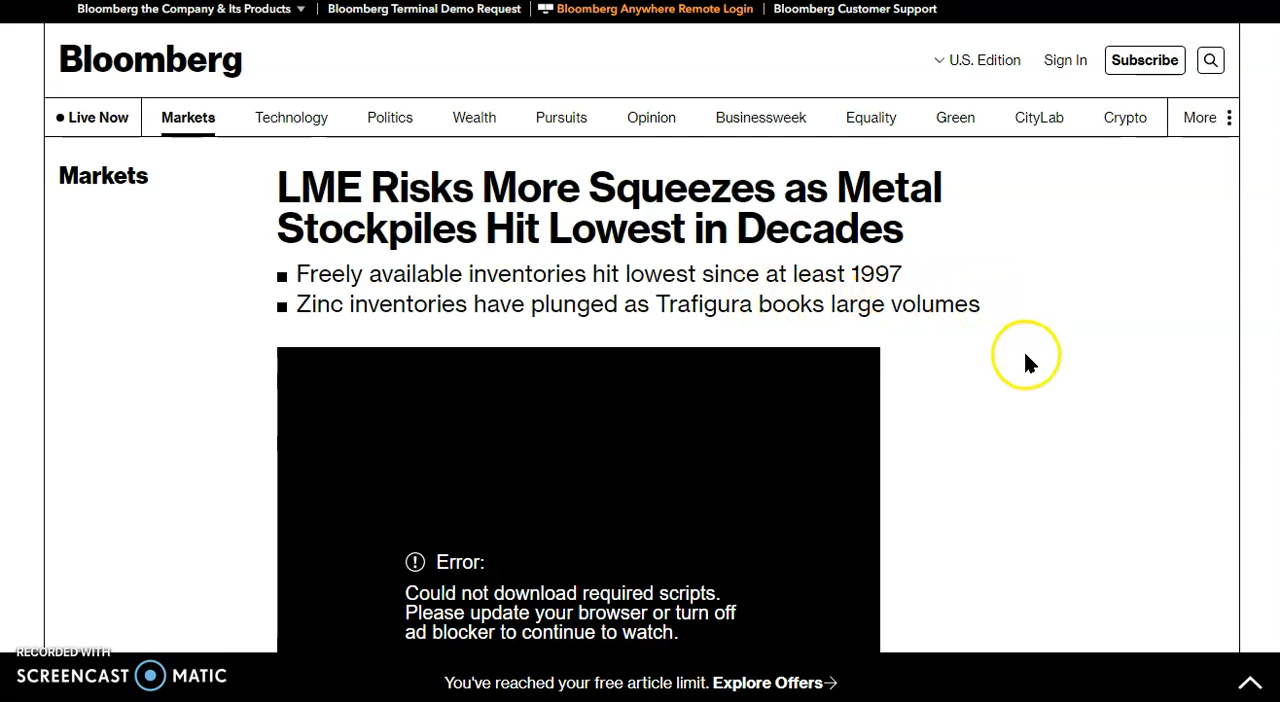 Bloomberg the Company & Its Products ▼ | Bloomberg Terminal Demo Request | Bloomberg Anywhere Remote Login | Bloomberg Customer Support
Bloomberg
U.S. Edition Sign In Subscribe
Live Now Markets Technology Politics Wealth Pursuits Opinion Businessweek Equality Green CityLab Crypto More
Markets
LME Risks More Squeezes as Metal
Stockpiles Hit Lowest in Decades
■ Freely available inventories hit lowest since at least 1997
■ Zinc inventories have plunged as Trafigura books large volumes
Error:
Could not download required scripts.
Please update your browser or turn off
ad blocker to continue to watch.
RECORDED WITH
SCREENCAST MATIC
You've reached your free article limit. Explore Offers→